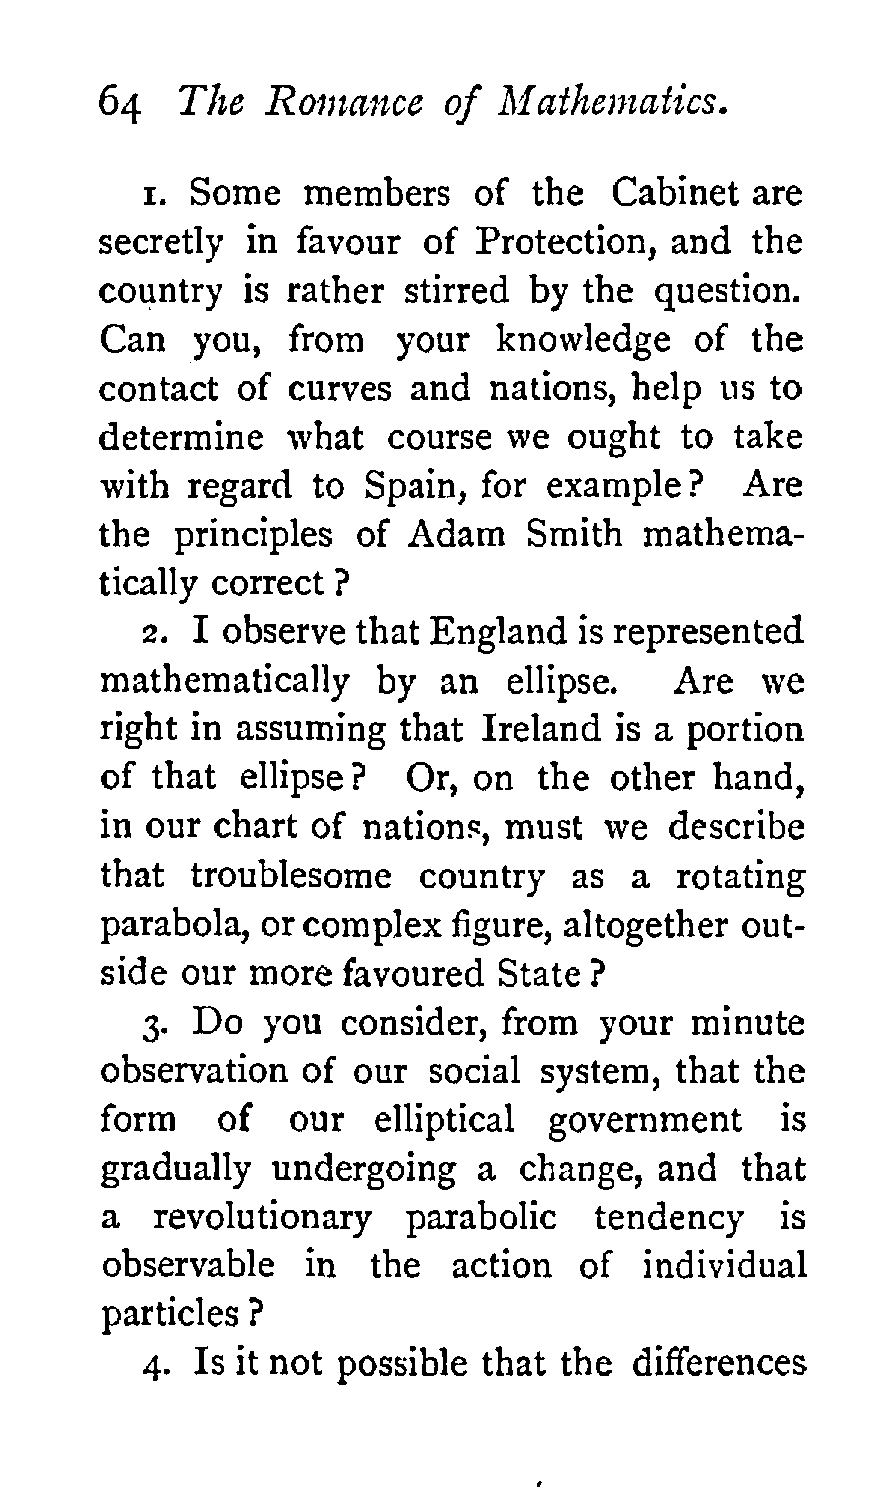 64 The Romance of Mathematics.
1. Some members of the Cabinet are
secretly in favour of Protection, and the
country is rather stirred by the question.
Can you, from your knowledge of the
contact of curves and nations, help us to
determine what course we ought to take
with regard to Spain, for example? Are
the principles of Adam Smith mathema-
tically correct ?
2. I observe that England is represented
mathematically by an ellipse. Are we
right in assuming that Ireland is a portion
of that ellipse? Or, on the other hand,
in our chart of nations, must we describe
that troublesome country as a rotating
parabola, or complex figure, altogether out-
side our more favoured State ?
3. Do you consider, from your minute
observation of our social system, that the
form of our elliptical government is
gradually undergoing a change, and that
a revolutionary parabolic tendency is
observable in the action of individual
particles ?
4. Is it not possible that the differences